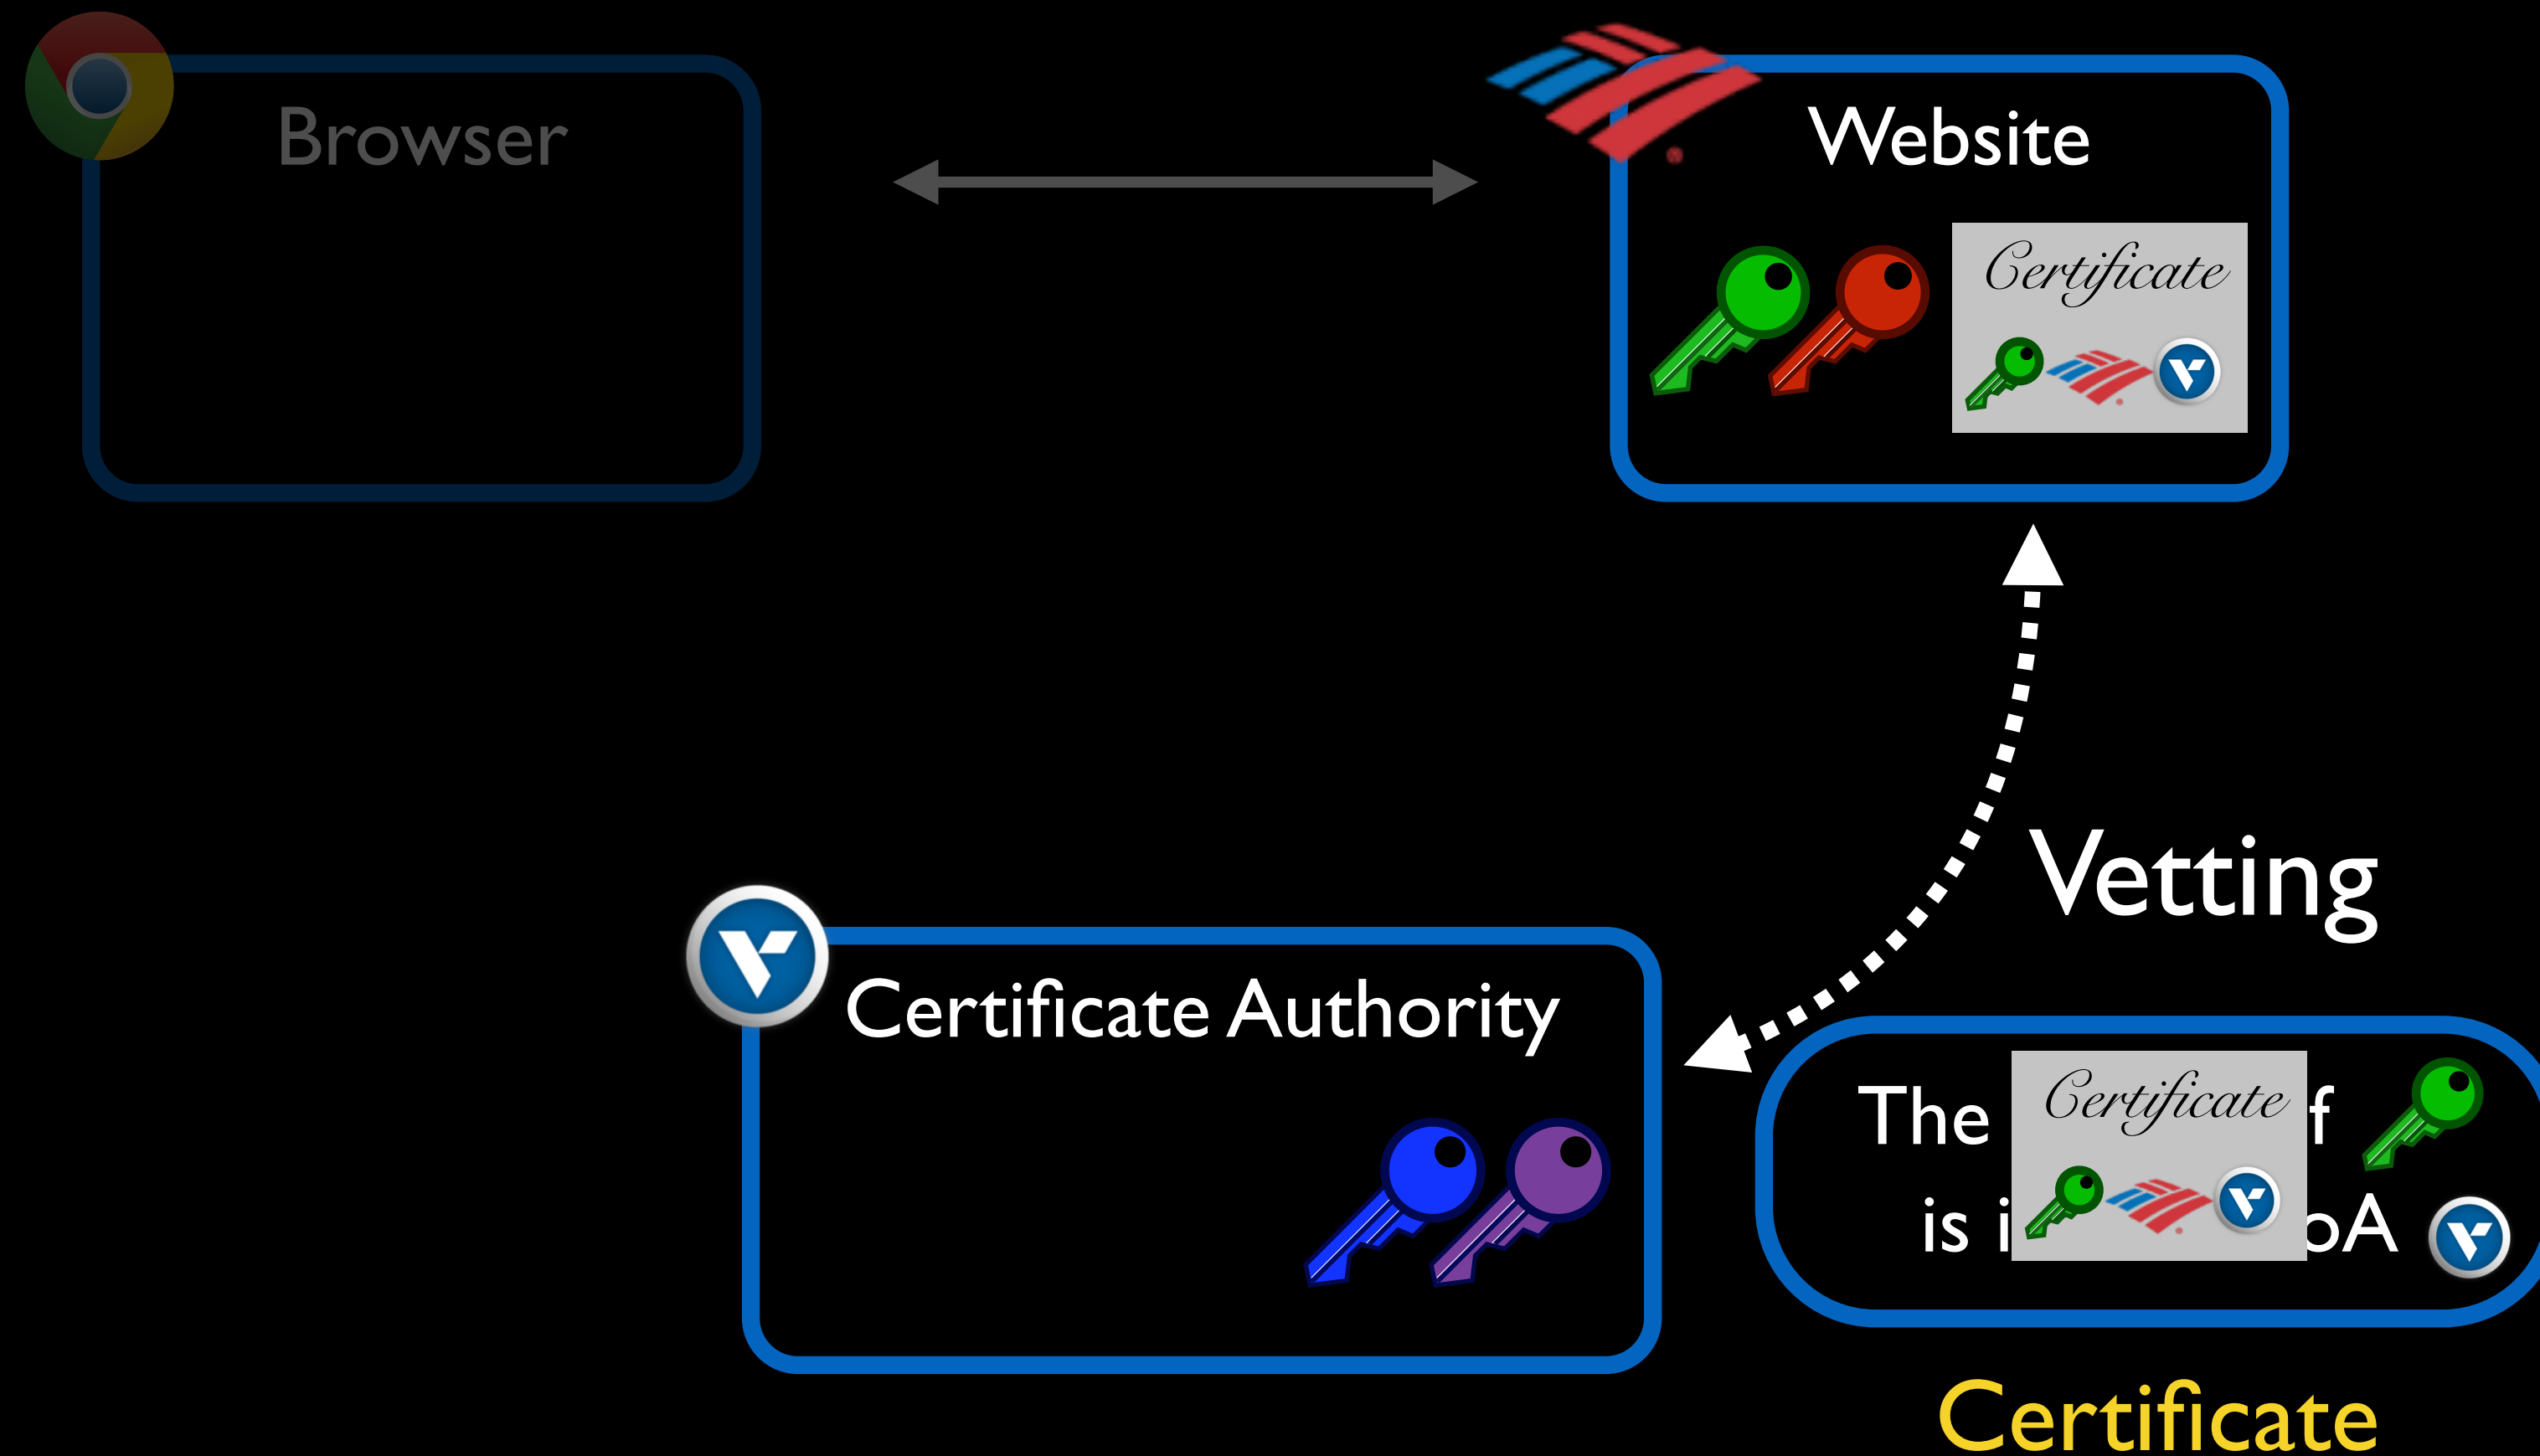 Browser
Website
Certificate
Vetting
Certificate Authority
The
Certificate
f
is i
oA
Certificate